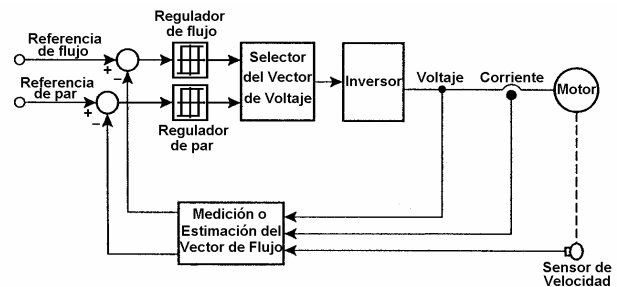 Referencia
de flujo
+
−
Regulador
de flujo
Referencia
de par
+
−
Regulador
de par
Selector
del Vector
de Voltaje
Inversor
Voltaje
Corriente
Motor
Medición o
Estimación del
Vector de Flujo
Sensor de
Velocidad